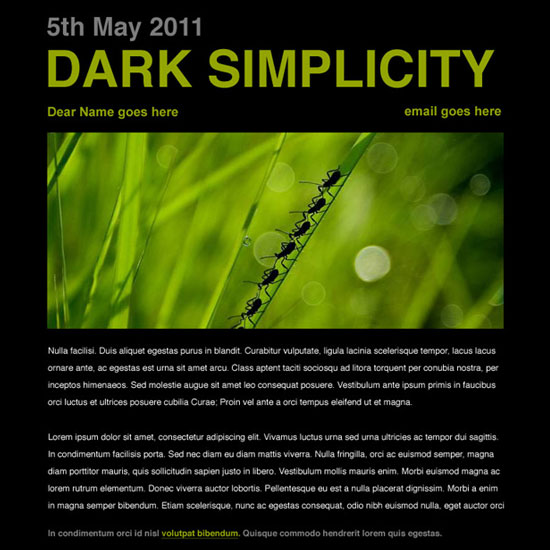 5th May 2011
DARK SIMPLICITY
Dear Name goes here
email goes here
Nulla facilisi. Duis aliquet egestas purus in blandit. Curabitur vulputate, ligula lacinia scelerisque tempor, lacus lacus
ornare ante, ac egestas est urna sit amet arcu. Class aptent taciti sociosqu ad litora torquent per conubia nostra, per
inceptos himenaeos. Sed molestie augue sit amet leo consequat posuere. Vestibulum ante ipsum primis in faucibus
orci luctus et ultrices posuere cubilia Curae; Proin vel ante a orci tempus eleifend ut et magna.
Lorem ipsum dolor sit amet, consectetur adipiscing elit. Vivamus luctus urna sed urna ultricies ac tempor dui sagittis.
In condimentum facilisis porta. Sed nec diam eu diam mattis viverra. Nulla fringilla, orci ac euismod semper, magna
diam porttitor mauris, quis sollicitudin sapien justo in libero. Vestibulum mollis mauris enim. Morbi euismod magna ac
lorem rutrum elementum. Donec viverra auctor lobortis. Pellentesque eu est a nulla placerat dignissim. Morbi a enim
in magna semper bibendum. Etiam scelerisque, nunc ac egestas consequat, odio nibh euismod nulla, eget auctor orci
In condimentum orci id nisl volutpat bibendum. Quisque commodo hendrerit lorem quis egestas.